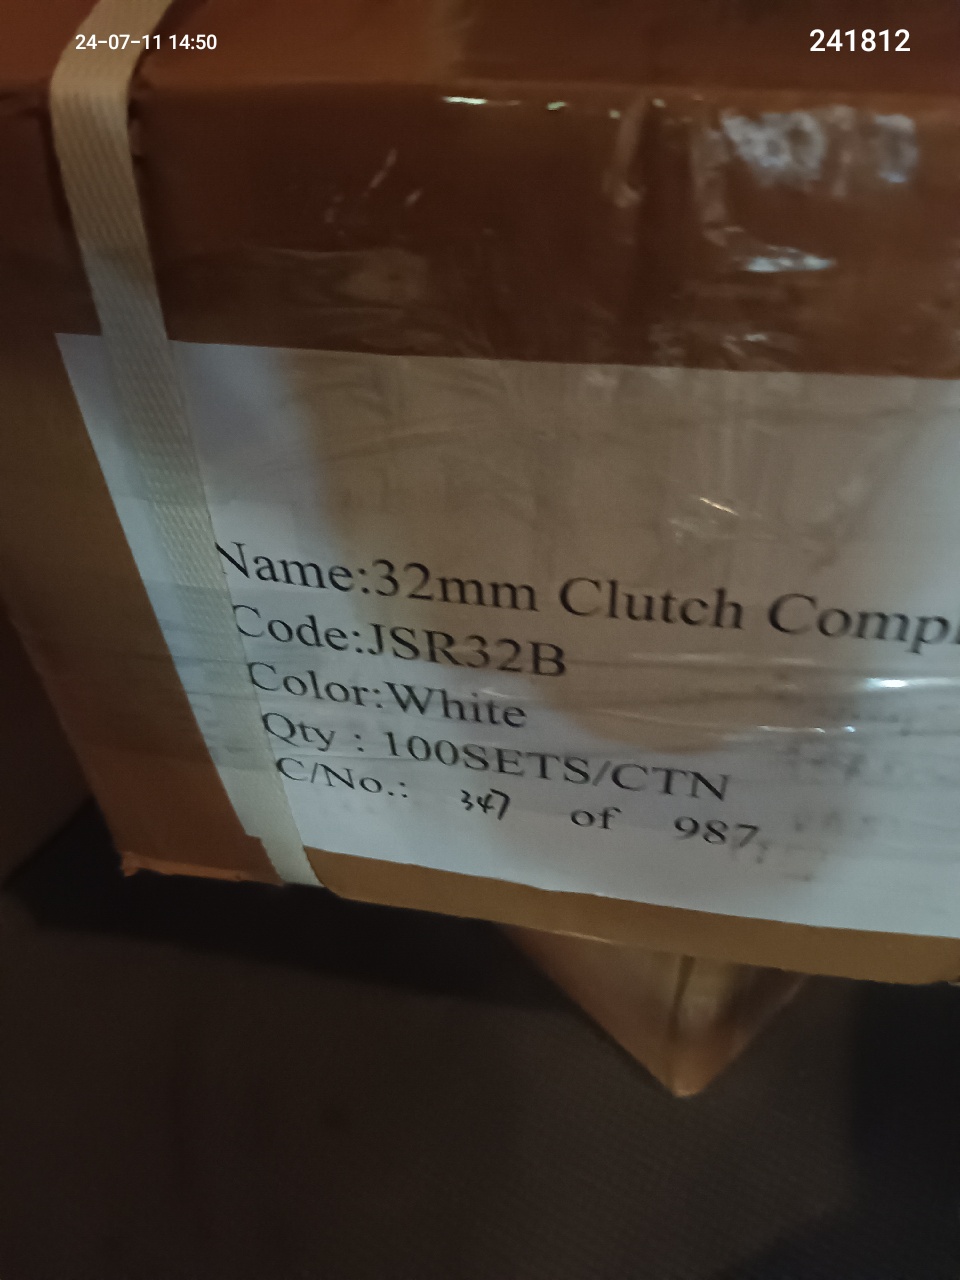 24-07-11 14:50
241812
Name:32mm Clutch Compl
Code:JSR32B
Color:White
Qty : 100SETS/CTN
C/No.: 347 of 987